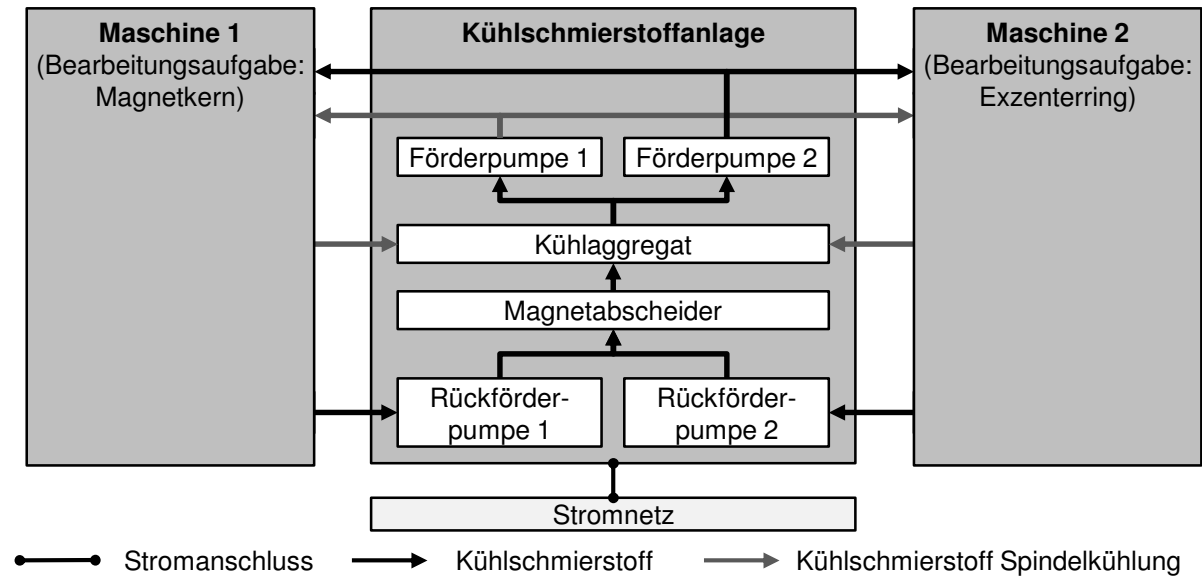 Maschine 1
(Bearbeitungsaufgabe:
Magnetkern)
Kühlschmierstoffanlage
Förderpumpe 1
Förderpumpe 2
Kühlaggregat
Magnetabscheider
Rückförder-
pumpe 1
Rückförder-
pumpe 2
Maschine 2
(Bearbeitungsaufgabe:
Exzenterring)
Stromnetz
Stromanschluss
Kühlschmierstoff
Kühlschmierstoff Spindelkühlung